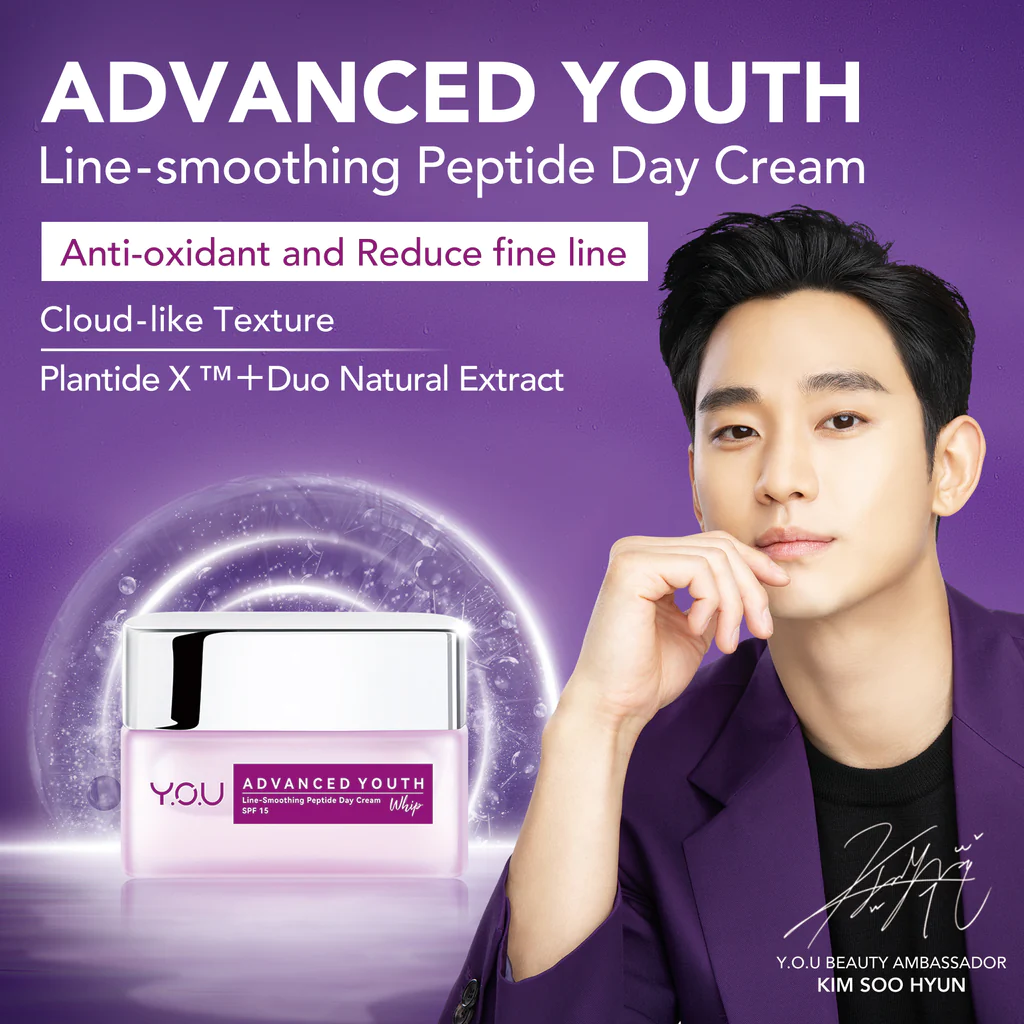 ADVANCED YOUTH
Line-smoothing Peptide Day Cream
Anti-oxidant and Reduce fine line
Cloud-like Texture
Plantide X ™+Duo Natural Extract
Y.O.U
ADVANCED YOUTH
Line-Smoothing Peptide Day Cream
Whip
SPF 15
Y.O.U BEAUTY AMBASSADOR
KIM SOO HYUN